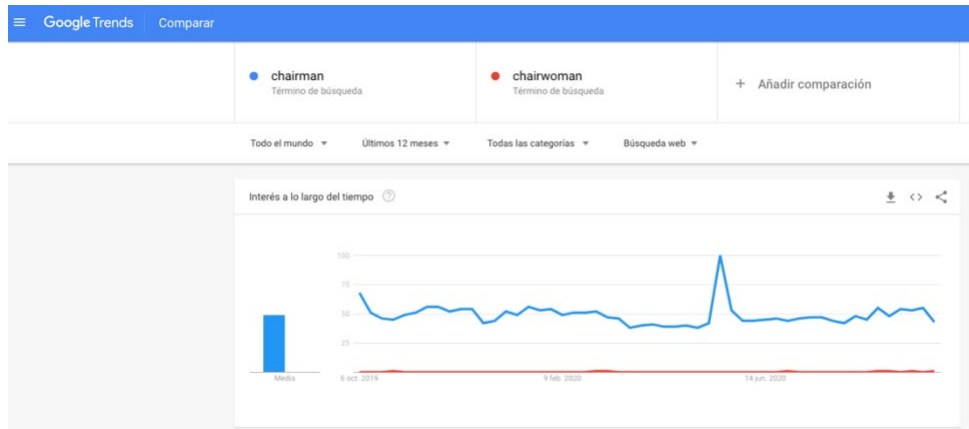 Google Trends Comparar
chairman
Término de búsqueda
chairwoman
Término de búsqueda
+ Añadir comparación
Todo el mundo Últimos 12 meses Todas las categorías Búsqueda web
Interés a lo largo del tiempo
100
75
50
25
Media
6 oct. 2019 9 feb. 2020 14 jun. 2020